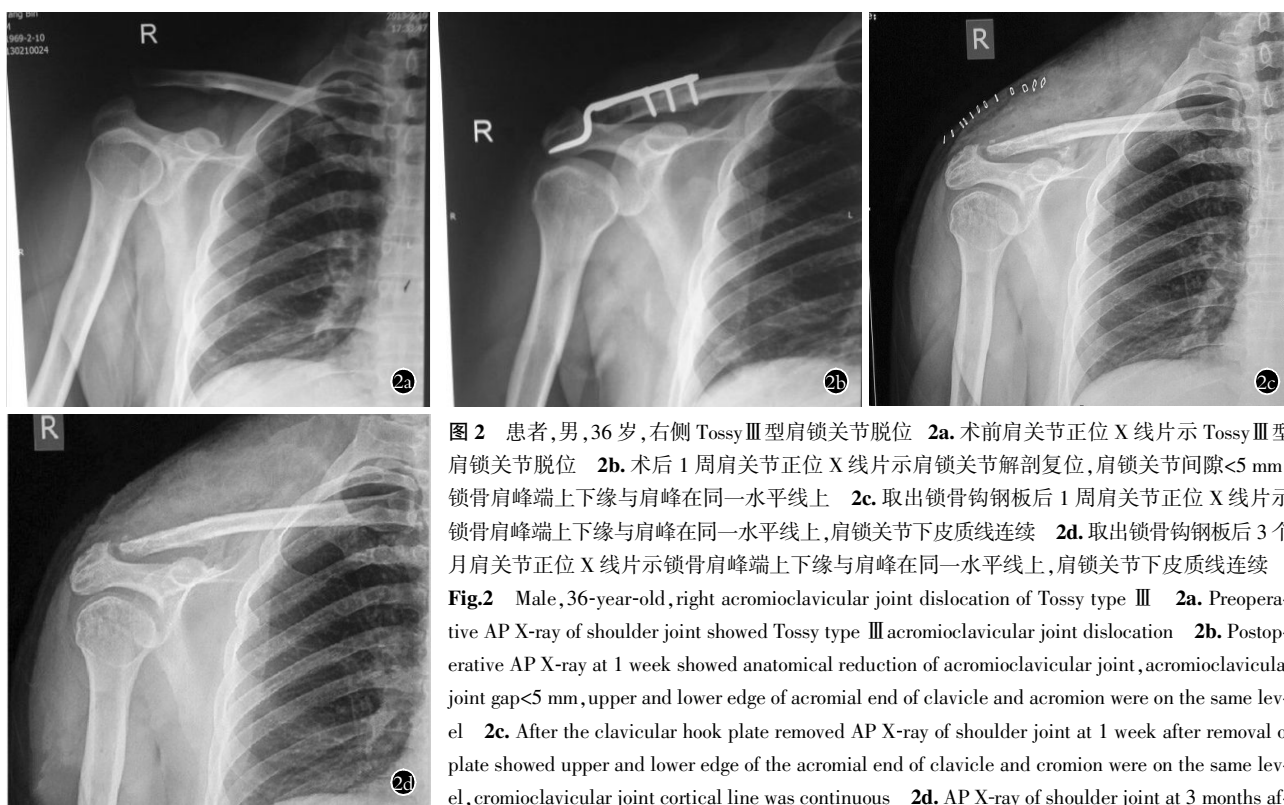 ang Bin
M
1969-2-10
130210024
2013-2-10
R
R
L
2a
R
R
L
2b
R
2c
R
2d
图 2 患者,男,36 岁,右侧 TossyⅢ型肩锁关节脱位 2a. 术前肩关节正位 X 线片示 TossyⅢ型
肩锁关节脱位 2b. 术后 1 周肩关节正位 X 线片示肩锁关节解剖复位,肩锁关节间隙<5 mm
锁骨肩峰端上下缘与肩峰在同一水平线上 2c. 取出锁骨钩钢板后 1 周肩关节正位 X 线片示
锁骨肩峰端上下缘与肩峰在同一水平线上,肩锁关节下皮质线连续 2d. 取出锁骨钩钢板后 3 个
月肩关节正位 X 线片示锁骨肩峰端上下缘与肩峰在同一水平线上,肩锁关节下皮质线连续
Fig.2 Male,36-year-old,right acromioclavicular joint dislocation of Tossy type Ⅲ 2a. Preopera-
tive AP X-ray of shoulder joint showed Tossy type Ⅲ acromioclavicular joint dislocation 2b. Postop-
erative AP X-ray at 1 week showed anatomical reduction of acromioclavicular joint,acromioclavicula
joint gap<5 mm,upper and lower edge of acromial end of clavicle and acromion were on the same lev-
el 2c. After the clavicular hook plate removed AP X-ray of shoulder joint at 1 week after removal o
plate showed upper and lower edge of the acromial end of clavicle and cromion were on the same lev-
el,cromioclavicular joint cortical line was continuous 2d. AP X-ray of shoulder joint at 3 months af